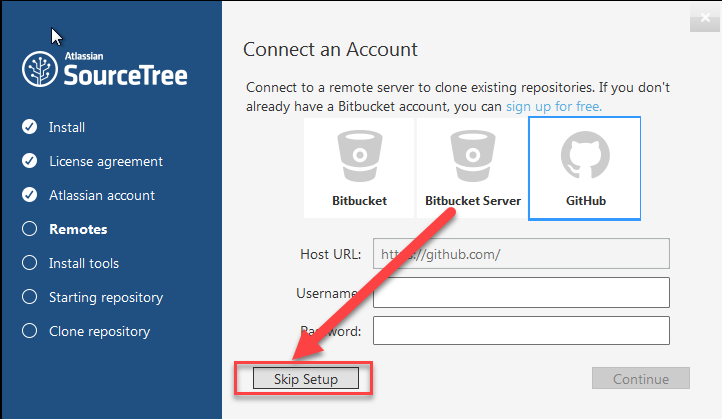 Atlassian
SourceTree
Install
License agreement
Atlassian account
Remotes
Install tools
Starting repository
Clone repository
Connect an Account
Connect to a remote server to clone existing repositories. If you don't
already have a Bitbucket account, you can sign up for free.
Bitbucket
Bitbucket Server
GitHub
Host URL:
https://github.com/
Username
Password:
Skip Setup
Continue